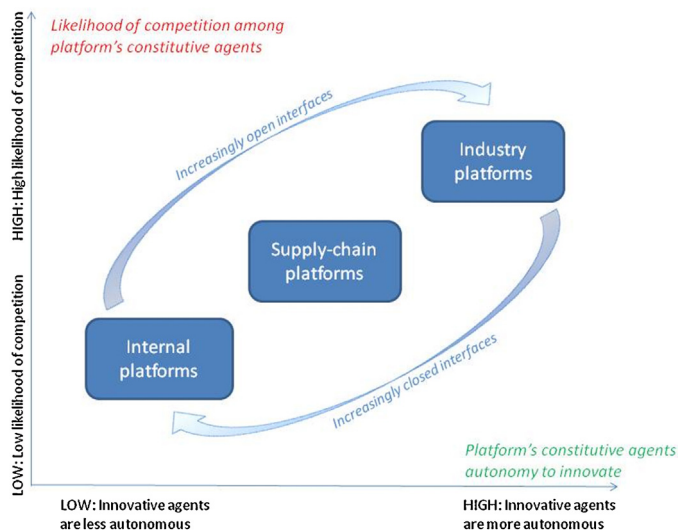 Likelihood of competition among
platform's constitutive agents
HIGH: High likelihood of competition
Increasingly open interfaces
Industry
platforms
Supply-chain
platforms
Internal
platforms
Increasingly closed interfaces
LOW: Low likelihood of competition
Platform's constitutive agents
autonomy to innovate
LOW: Innovative agents
are less autonomous
HIGH: Innovative agents
are more autonomous